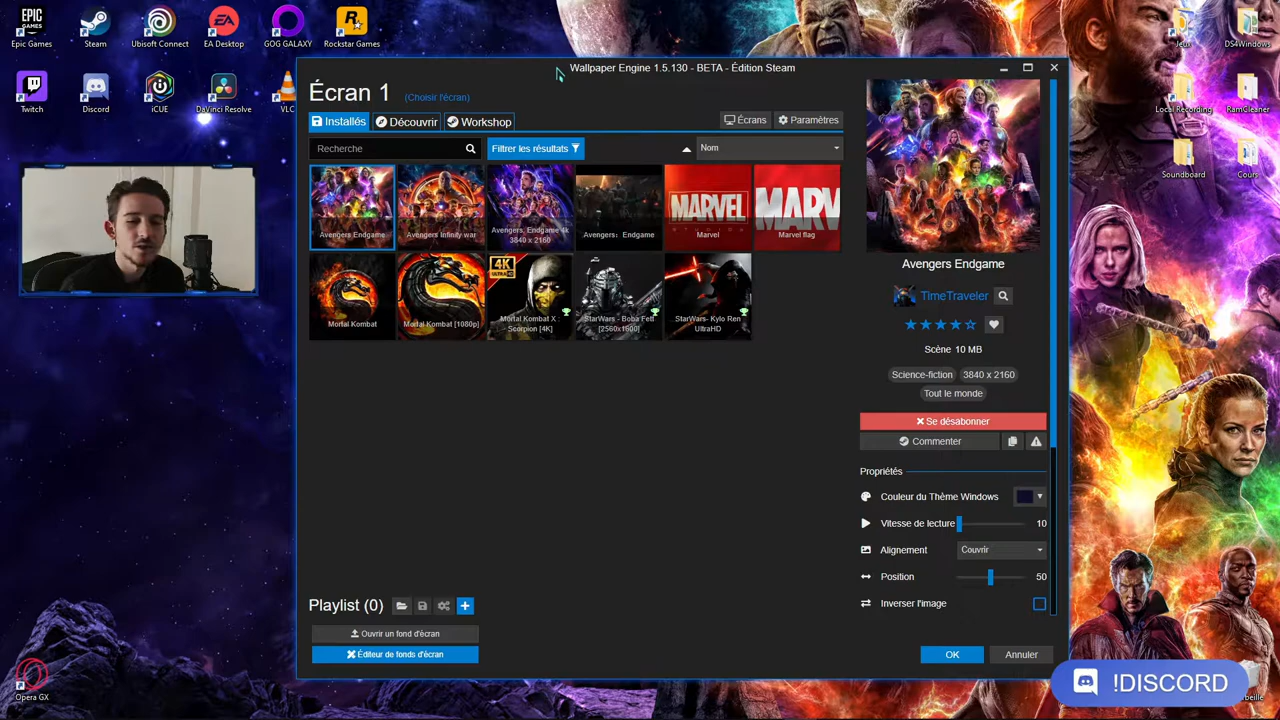 Epic Games
Steam
Ubisoft Connect
EA Desktop
GOG GALAXY
Rockstar Games
Jeux
DS4Windows
Twitch
Discord
iCUE
DaVinci Resolve
VLC
Local Recording
RamCleaner
Soundboard
Cours
Opera GX
Wallpaper Engine 1.5.130 - BETA - Édition Steam
Écran 1 (Choisir l'écran)
Installés Découvrir Workshop Écrans Paramètres
Recherche Filtrer les résultats Nom
Avengers Endgame
Avengers Infinity war
Avengers, Endgame 4k
3840 x 2160
Avengers: Endgame
MARVEL
STUDIOS
Marvel
MARV
Marvel flag
Mortal Kombat
Mortal Kombat [1080p]
4K
ULTRA HD
Mortal Kombat X :
Scorpion [4K]
StarWars - Boba Fett
[2560x1600]
StarWars- Kylo Ren
UltraHD
Avengers Endgame
TimeTraveler
Scène 10 MB
Science-fiction 3840 x 2160
Tout le monde
Se désabonner
Commenter
Propriétés
Couleur du Thème Windows
Vitesse de lecture 10
Alignement Couvrir
Position 50
Inverser l'image
Playlist (0)
Ouvrir un fond d'écran
Éditeur de fonds d'écran
OK Annuler
!DISCORD